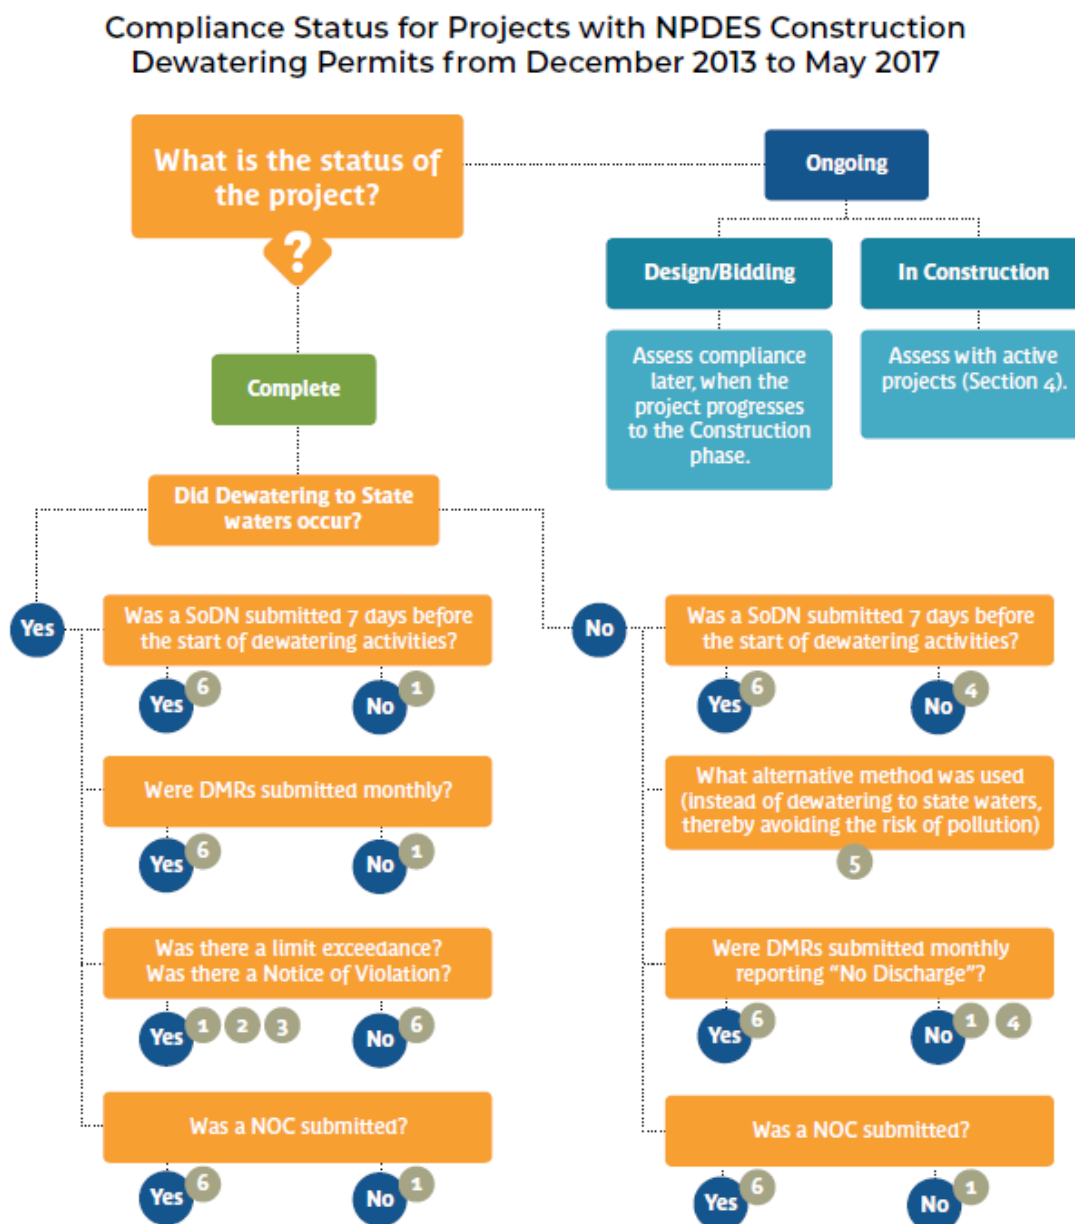 Compliance Status for Projects with NPDES Construction
Dewatering Permits from December 2013 to May 2017
What is the status of
the project?
?
Ongoing
Design/Bidding
In Construction
Assess compliance
later, when the
project progresses
to the Construction
phase.
Assess with active
projects (Section 4).
Complete
Did Dewatering to State
waters occur?
Yes
Was a SoDN submitted 7 days before
the start of dewatering activities?
Yes 6
No 1
Were DMRs submitted monthly?
Yes 6
No 1
Was there a limit exceedance?
Was there a Notice of Violation?
Yes 1 2 3
No 6
Was a NOC submitted?
Yes 6
No 1
No
Was a SoDN submitted 7 days before
the start of dewatering activities?
Yes 6
No 4
What alternative method was used
(instead of dewatering to state waters,
thereby avoiding the risk of pollution)
5
Were DMRs submitted monthly
reporting "No Discharge"?
Yes 6
No 1 4
Was a NOC submitted?
Yes 6
No 1